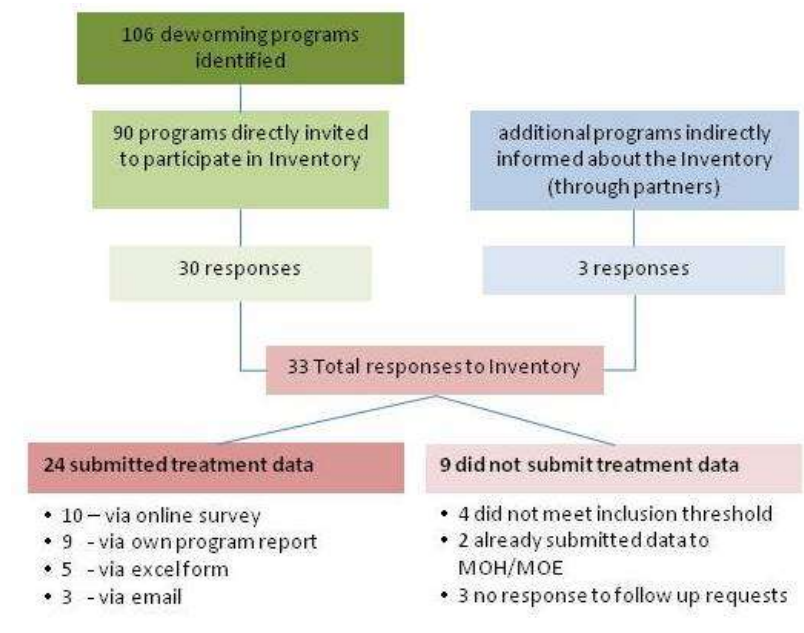 106 deworming programs
identified
90 programs directly invited
to participate in Inventory
additional programs indirectly
informed about the Inventory
(through partners)
30 responses
3 responses
33 Total responses to Inventory
24 submitted treatment data
• 10 – via online survey
• 9 - via own program report
• 5 - via excel form
• 3 - via email
9 did not submit treatment data
• 4 did not meet inclusion threshold
• 2 already submitted data to
MOH/MOE
• 3 no response to follow up requests